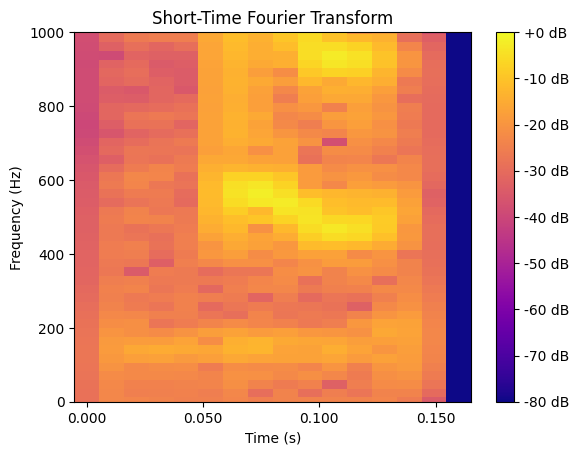 Short-Time Fourier Transform
Frequency (Hz)
1000
800
600
400
200
0
0.000
0.050
0.100
0.150
Time (s)
+0 dB
-10 dB
-20 dB
-30 dB
-40 dB
-50 dB
-60 dB
-70 dB
-80 dB